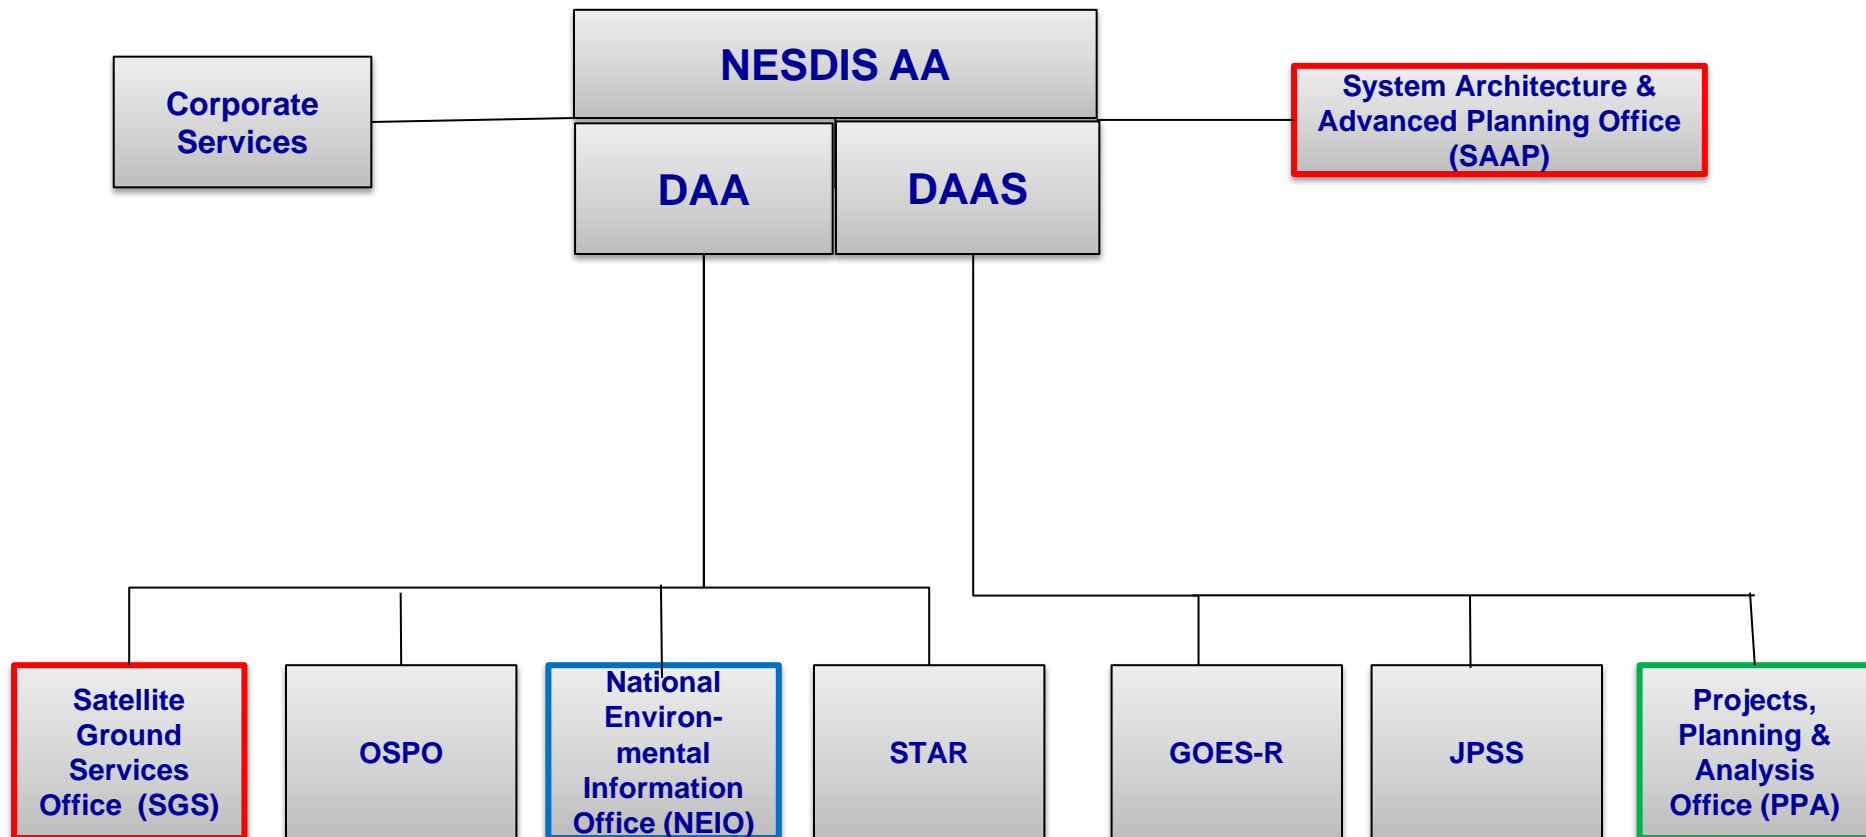 NESDIS AA
Corporate
Services
System Architecture &
Advanced Planning Office
(SAAP)
DAA
DAAS
Satellite
Ground
Services
Office (SGS)
OSPO
National
Environ-
mental
Information
Office (NEIO)
STAR
GOES-R
JPSS
Projects,
Planning &
Analysis
Office (PPA)